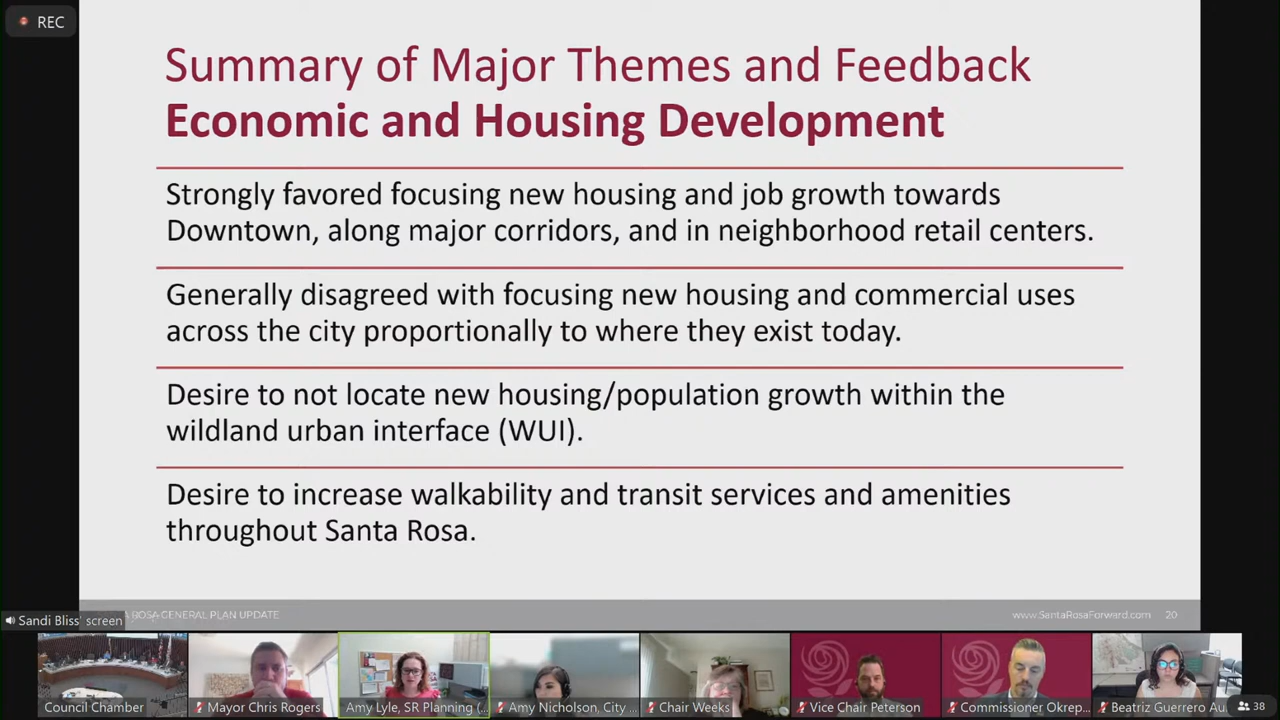 REC
Summary of Major Themes and Feedback
Economic and Housing Development
Strongly favored focusing new housing and job growth towards
Downtown, along major corridors, and in neighborhood retail centers.
Generally disagreed with focusing new housing and commercial uses
across the city proportionally to where they exist today.
Desire to not locate new housing/population growth within the
wildland urban interface (WUI).
Desire to increase walkability and transit services and amenities
throughout Santa Rosa.
ROSA GENERAL PLAN UPDATE
www.SantaRosaForward.com 20
Sandi Bliss' screen
Council Chamber
Mayor Chris Rogers
Amy Lyle, SR Planning (...
Amy Nicholson, City ...
Chair Weeks
Vice Chair Peterson
Commissioner Okrep...
Beatriz Guerrero Au
38